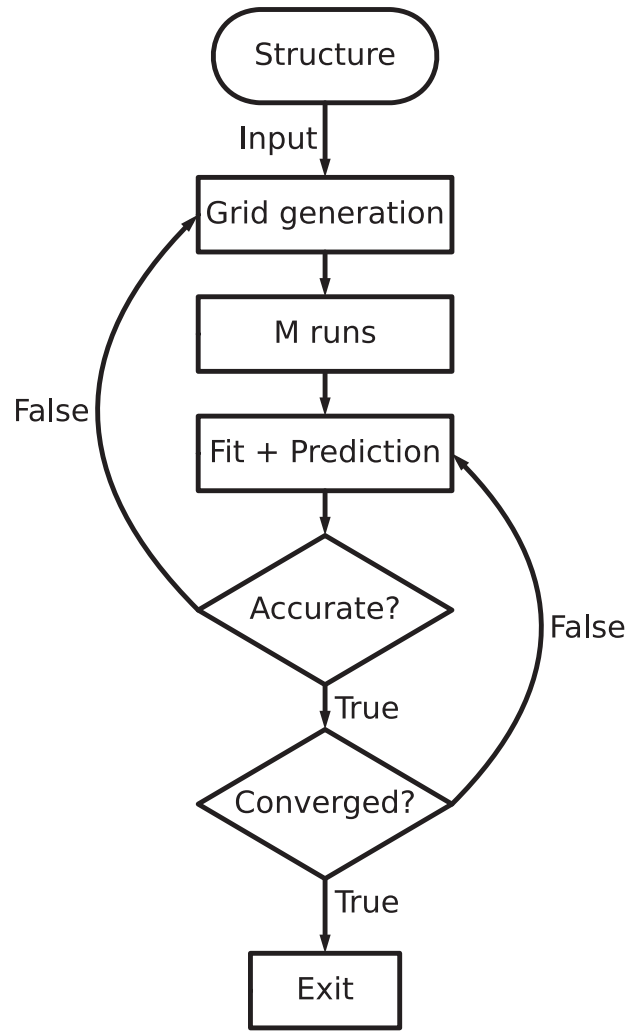 Structure
Input
Grid generation
M runs
False
Fit + Prediction
Accurate?
False
True
Converged?
True
Exit